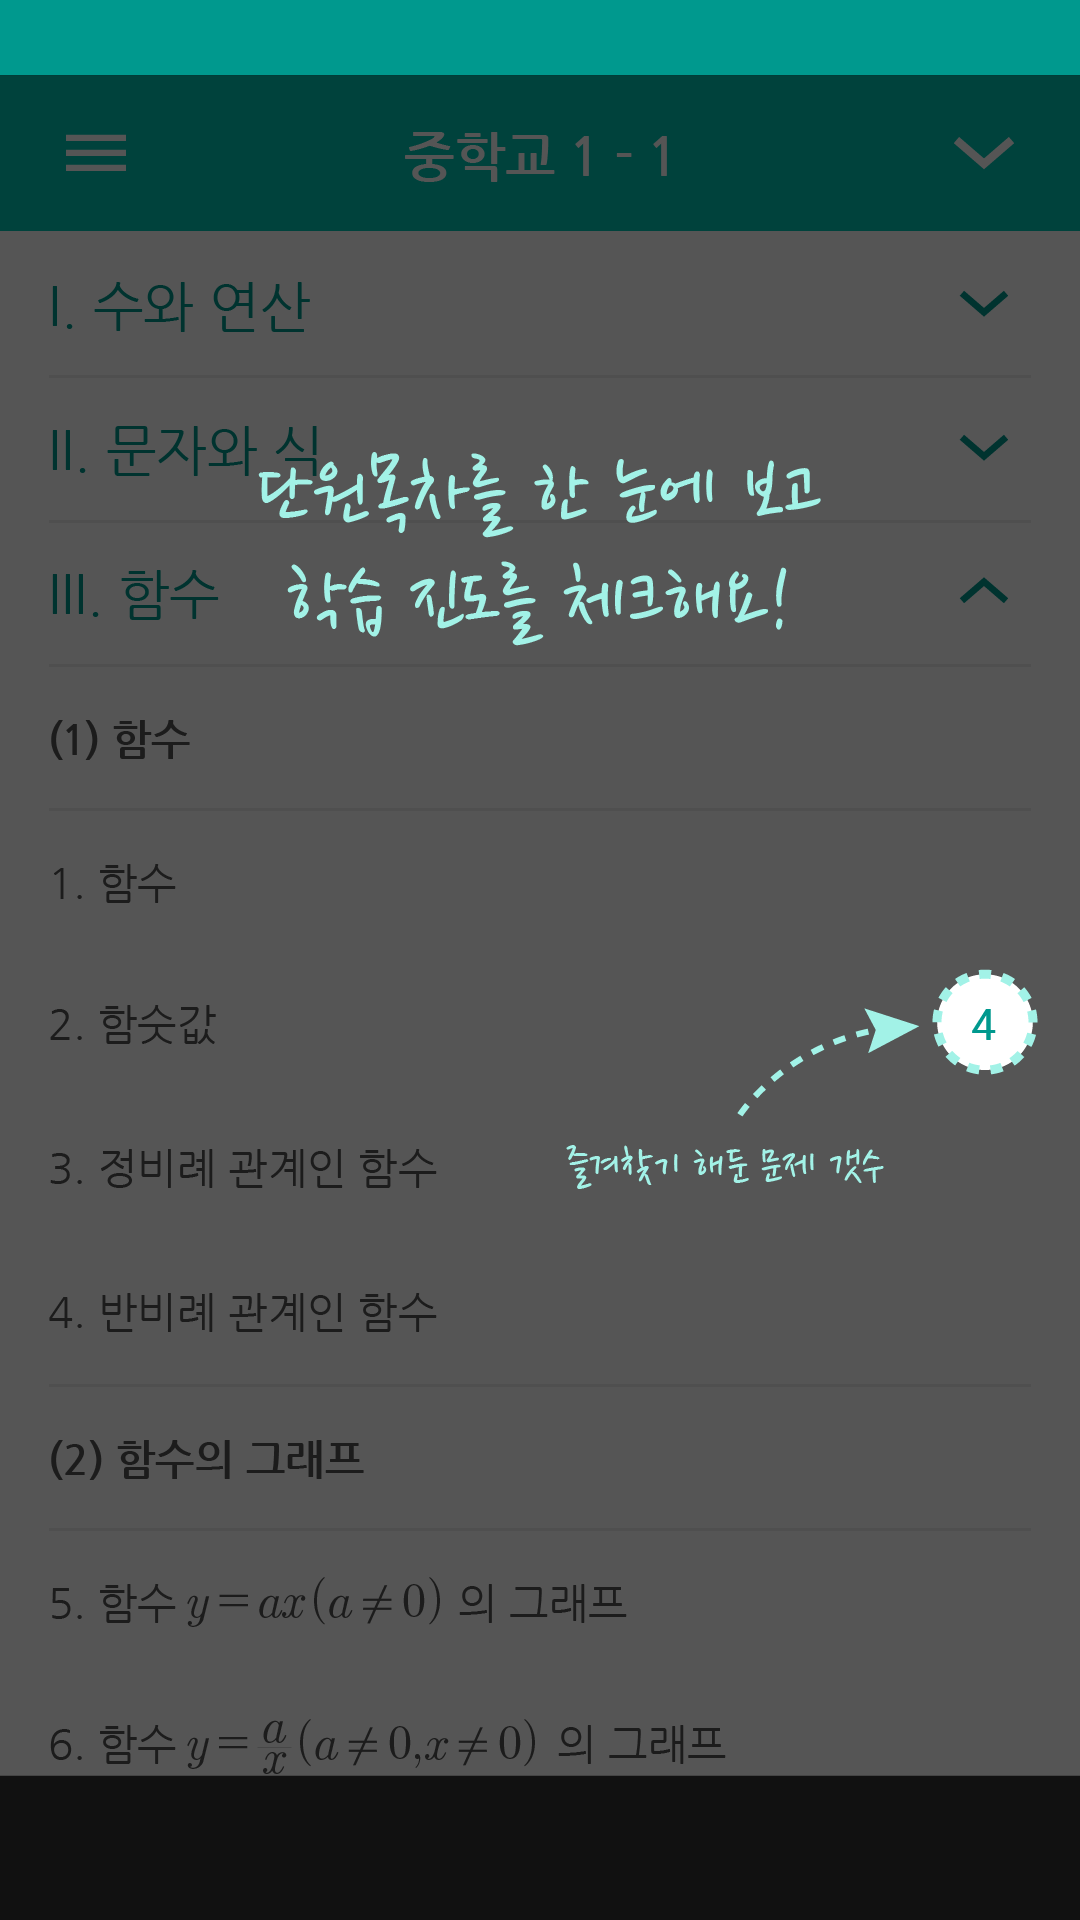 중학교 1 - 1
I. 수와 연산
II. 문자와 식
단원목차를 한 눈에 보고
III. 함수
학습 진도를 체크해요!
(1) 함수
1. 함수
2. 함숫값
4
3. 정비례 관계인 함수
즐겨찾기 해둔 문제 갯수
4. 반비례 관계인 함수
(2) 함수의 그래프
5. 함수 y = ax(a ≠ 0) 의 그래프
6. 함수 y = a/x (a ≠ 0, x ≠ 0) 의 그래프